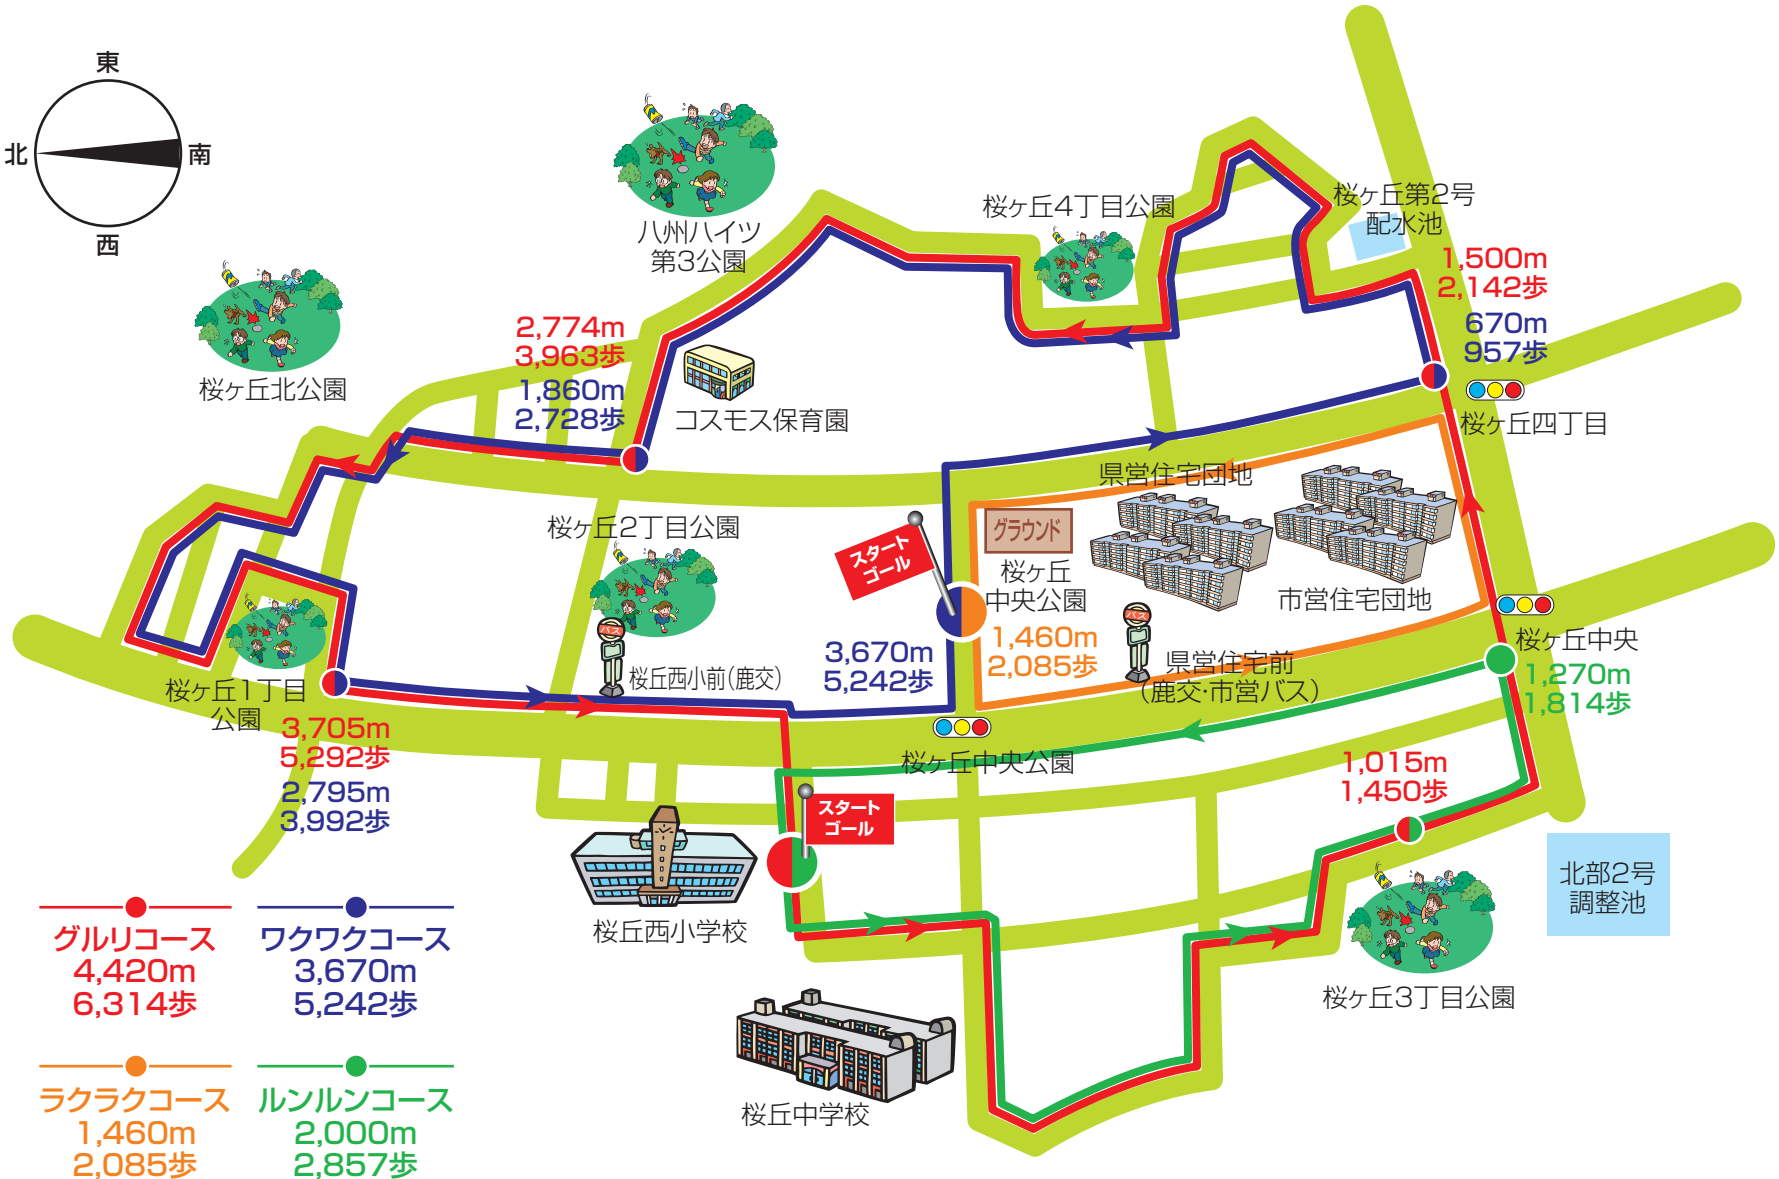 東
北
南
西
八州ハイツ
第3公園
桜ヶ丘4丁目公園
桜ヶ丘第2号
配水池
1,500m
2,142歩
670m
957歩
桜ヶ丘北公園
2,774m
3,963歩
1,860m
2,728歩
コスモス保育園
桜ヶ丘四丁目
県営住宅団地
桜ヶ丘2丁目公園
スタート
ゴール
グラウンド
桜ヶ丘
中央公園
市営住宅団地
バス
バス
桜ヶ丘中央
1,270m
1,814歩
3,670m
5,242歩
1,460m
2,085歩
県営住宅前
(鹿交・市営バス)
桜丘西小前(鹿交)
桜ヶ丘1丁目
公園
3,705m
5,292歩
2,795m
3,992歩
桜ヶ丘中央公園
1,015m
1,450歩
スタート
ゴール
桜丘西小学校
北部2号
調整池
桜ヶ丘3丁目公園
桜丘中学校
グルリコース
4,420m
6,314歩
ワクワクコース
3,670m
5,242歩
ラクラクコース
1,460m
2,085歩
ルンルンコース
2,000m
2,857歩